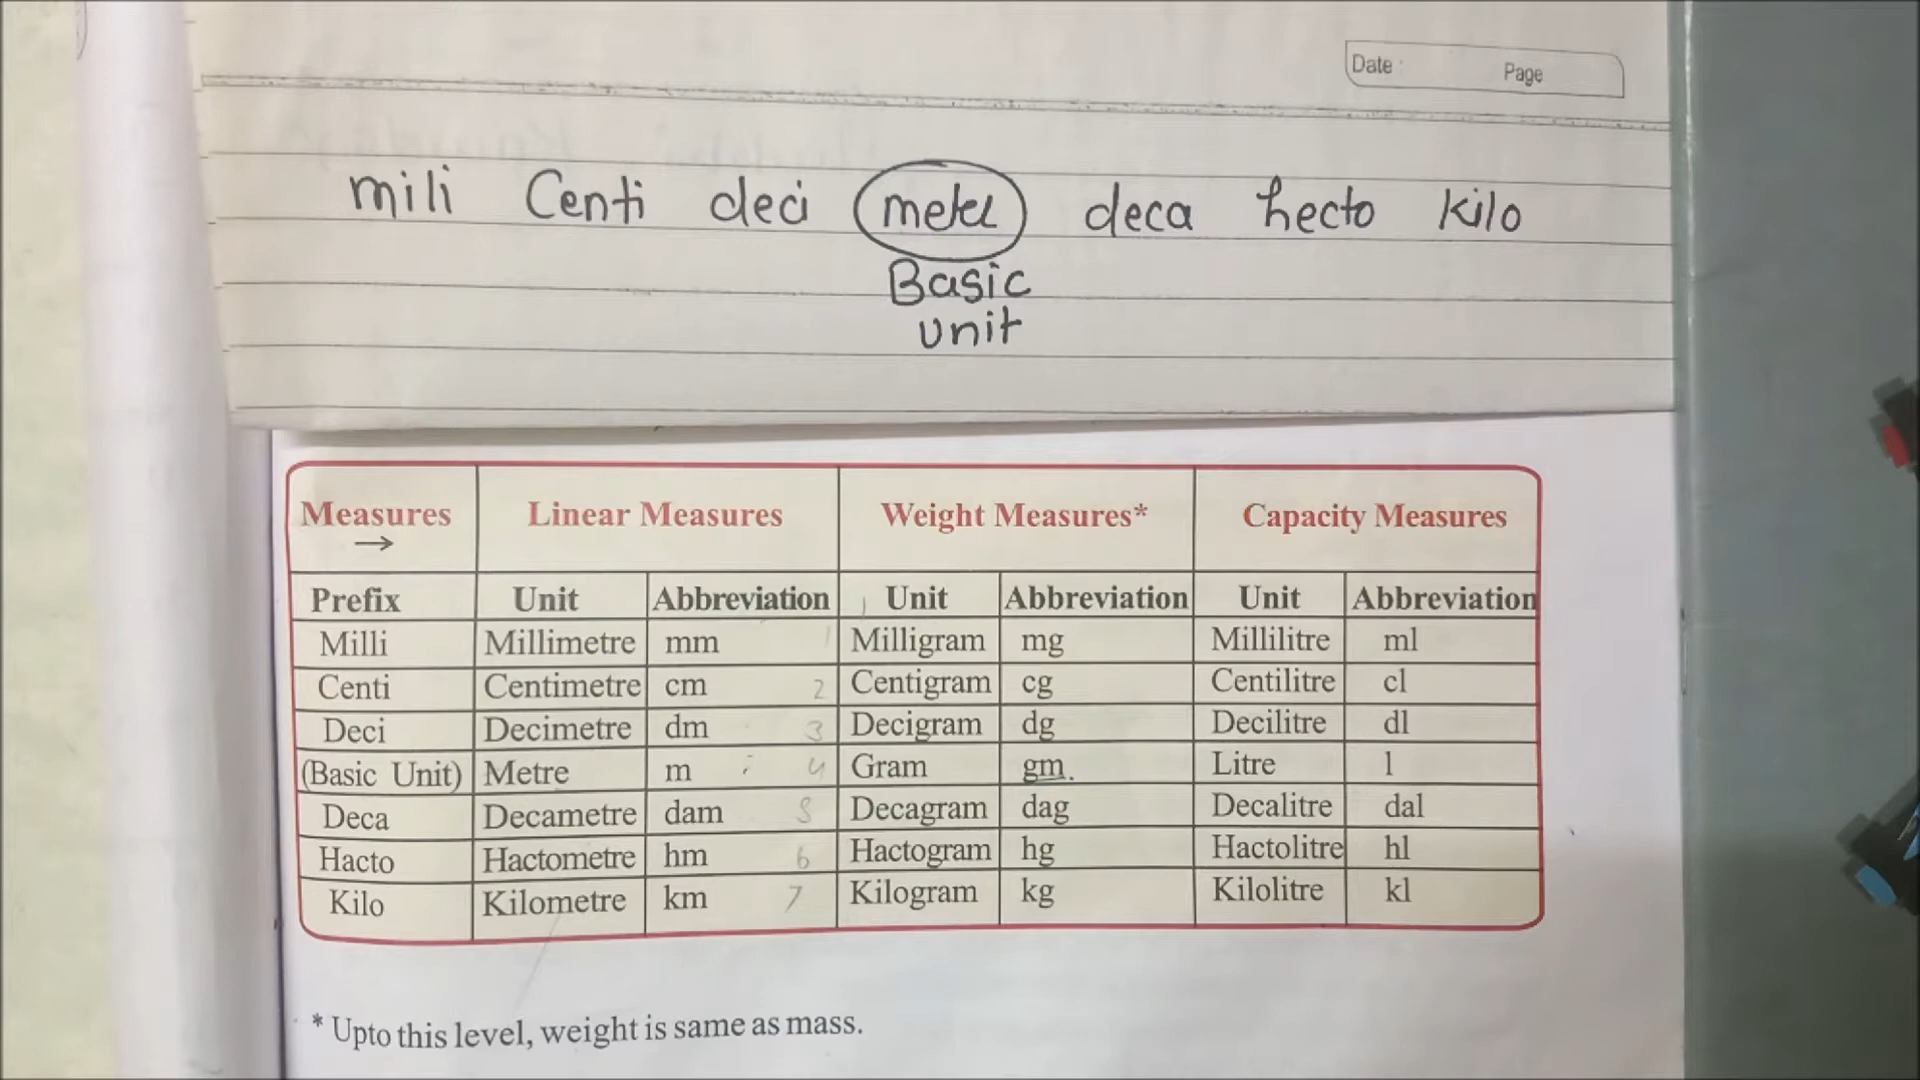 Date : Page
mili Centi deci meter deca hecto kilo
Basic
unit
Measures → Linear Measures Weight Measures* Capacity Measures
Prefix Unit Abbreviation Unit Abbreviation Unit Abbreviation
Milli Millimetre mm 1 Milligram mg Millilitre ml
Centi Centimetre cm 2 Centigram cg Centilitre cl
Deci Decimetre dm 3 Decigram dg Decilitre dl
(Basic Unit) Metre m 4 Gram gm. Litre l
Deca Decametre dam 5 Decagram dag Decalitre dal
Hacto Hactometre hm 6 Hactogram hg Hactolitre hl
Kilo Kilometre km 7 Kilogram kg Kilolitre kl
* Upto this level, weight is same as mass.